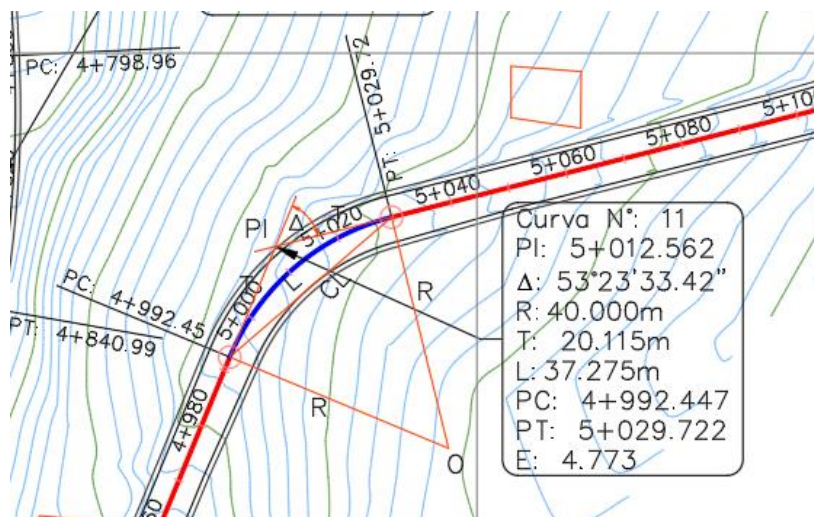 PC: 4+798.96
PT: 5+029.72
5+100
5+080
5+060
5+040
5+020
T
Δ
PI
PC: 4+992.45
T
5+000
L
CL
R
PT: 4+840.99
R
O
4+980
Curva N°: 11
PI: 5+012.562
Δ: 53°23'33.42"
R: 40.000m
T: 20.115m
L: 37.275m
PC: 4+992.447
PT: 5+029.722
E: 4.773